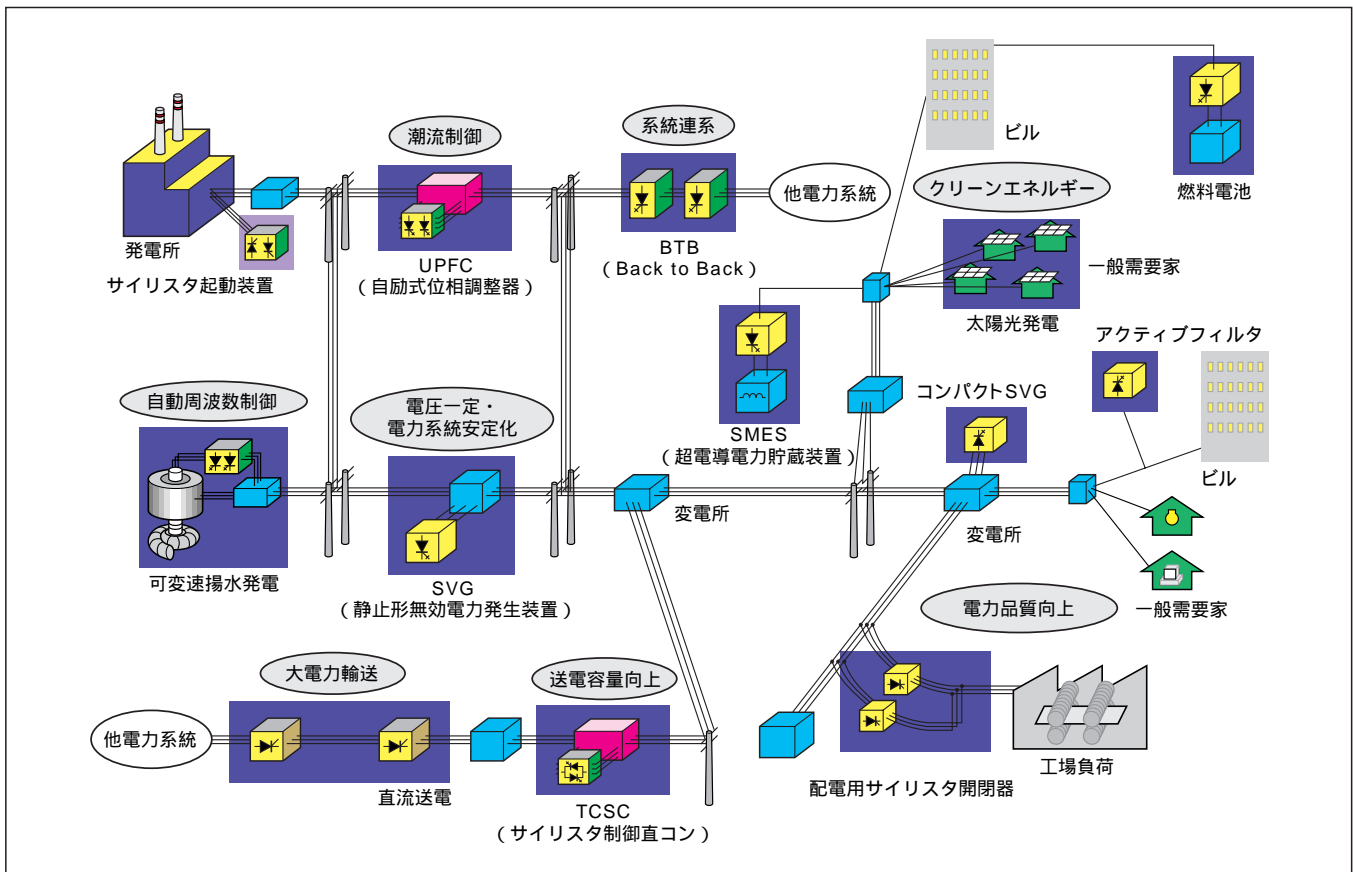 潮流制御
系統連系
ビル
燃料電池
クリーンエネルギー
他電力系統
発電所
サイリスタ起動装置
UPFC
(自励式位相調整器)
BTB
(Back to Back)
一般需要家
太陽光発電
アクティブフィルタ
自動周波数制御
電圧一定・
電力系統安定化
コンパクトSVG
SMES
(超電導電力貯蔵装置)
ビル
変電所
変電所
可変速揚水発電
SVG
(静止形無効電力発生装置)
電力品質向上
一般需要家
大電力輸送
送電容量向上
他電力系統
直流送電
TCSC
(サイリスタ制御直コン)
工場負荷
配電用サイリスタ開閉器